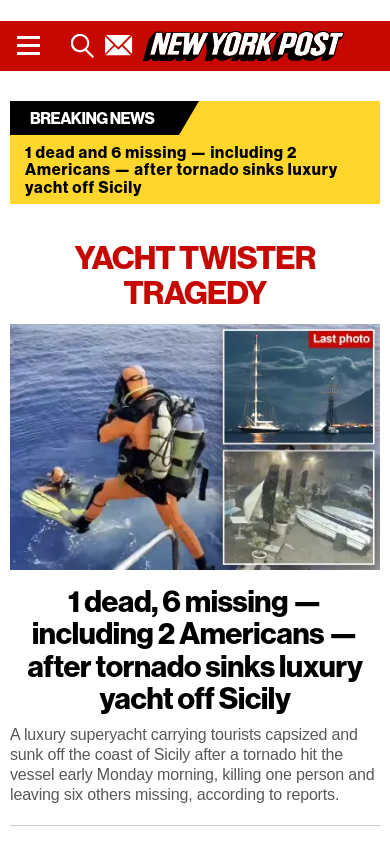 NEW YORK POST
BREAKING NEWS
1 dead and 6 missing — including 2
Americans — after tornado sinks luxury
yacht off Sicily
YACHT TWISTER
TRAGEDY
Last photo
1 dead, 6 missing —
including 2 Americans —
after tornado sinks luxury
yacht off Sicily
A luxury superyacht carrying tourists capsized and
sunk off the coast of Sicily after a tornado hit the
vessel early Monday morning, killing one person and
leaving six others missing, according to reports.